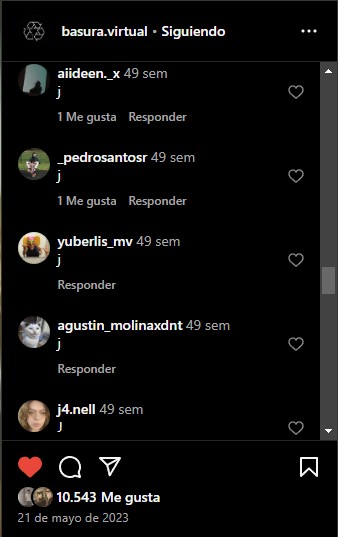 basura.virtual • Siguiendo
aiideen._x 49 sem
j
1 Me gusta Responder
_pedrosantosr 49 sem
j
1 Me gusta Responder
yuberlis_mv 49 sem
j
Responder
agustin_molinaxdnt 49 sem
j
Responder
j4.nell 49 sem
J
10.543 Me gusta
21 de mayo de 2023